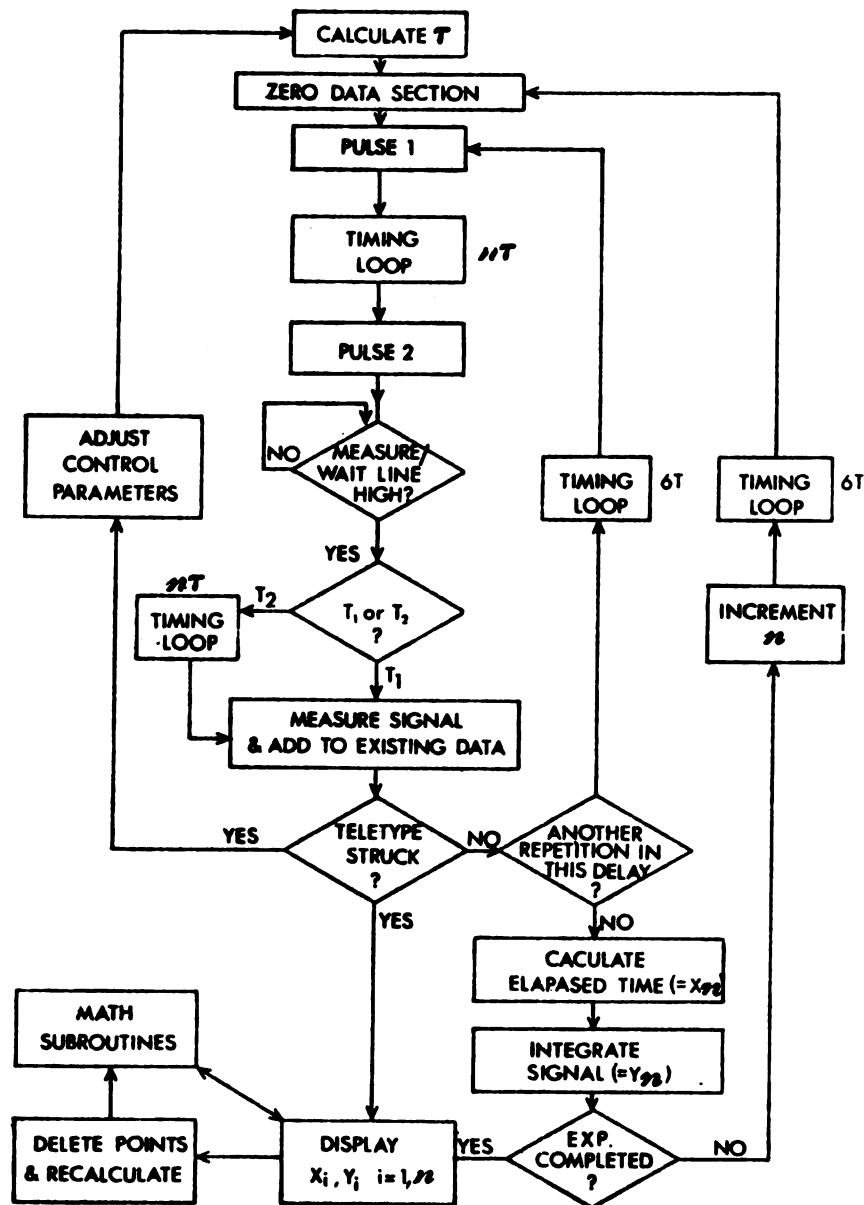 CALCULATE τ
ZERO DATA SECTION
PULSE 1
TIMING
LOOP
nτ
PULSE 2
ADJUST
CONTROL
PARAMETERS
NO
MEASURE/
WAIT LINE
HIGH?
TIMING
LOOP
6T
TIMING
LOOP
6T
YES
nτ
T2
TIMING
LOOP
T1 or T2
?
INCREMENT
n
T1
MEASURE SIGNAL
& ADD TO EXISTING DATA
YES
TELETYPE
STRUCK
?
NO
ANOTHER
REPETITION IN
THIS DELAY
?
YES
NO
CACULATE
ELAPASED TIME (=Xn)
MATH
SUBROUTINES
INTEGRATE
SIGNAL (=Yn)
DELETE POINTS
& RECALCULATE
DISPLAY
Xi, Yi i=1,n
YES
EXP.
COMPLETED
?
NO